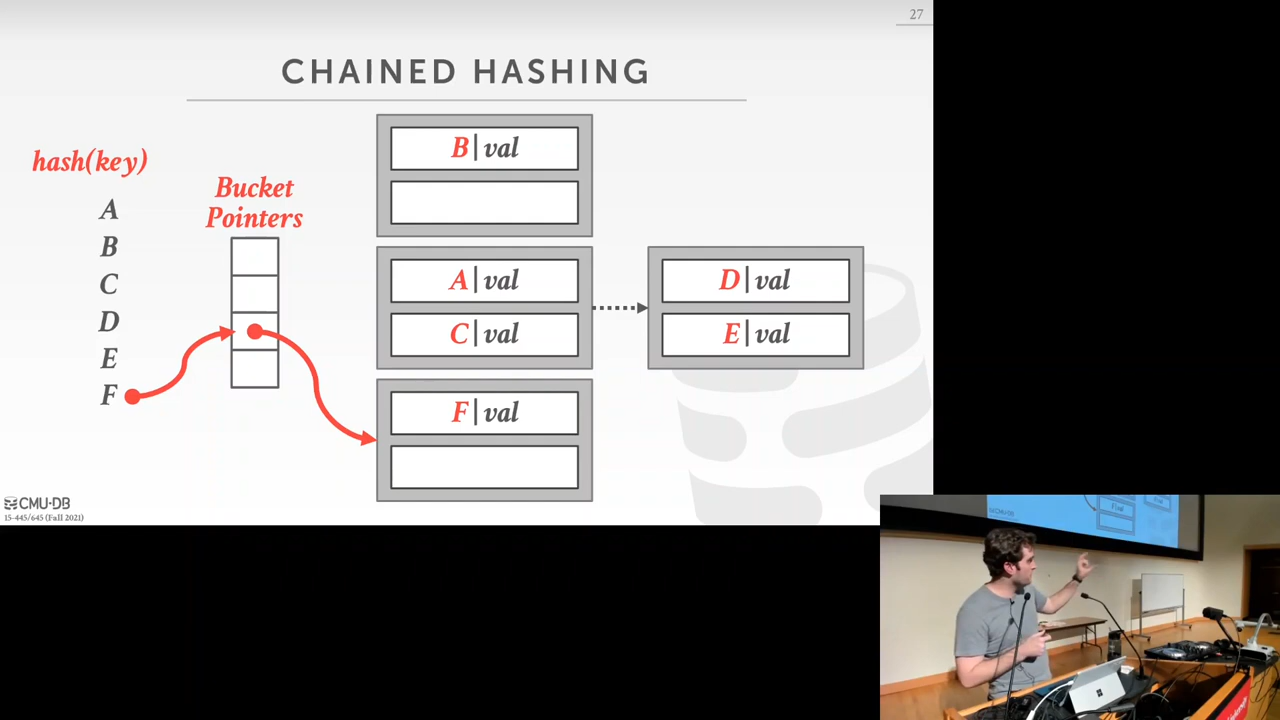 27
CHAINED HASHING
hash(key)
A
B
C
D
E
F
Bucket
Pointers
B|val
A|val
C|val
F|val
D|val
E|val
CMU·DB
15-445/645 (Fall 2021)